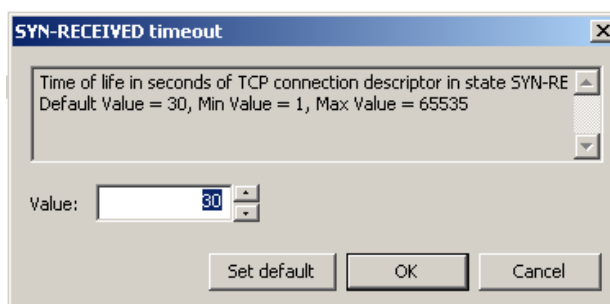 SYN-RECEIVED timeout
Time of life in seconds of TCP connection descriptor in state SYN-RE
Default Value = 30, Min Value = 1, Max Value = 65535
Value: 30
Set default OK Cancel